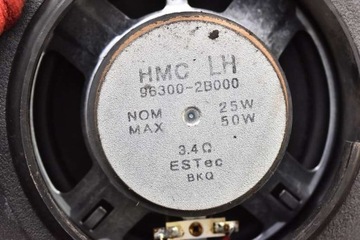 HMC LH
96300-2B000
NOM 25W
MAX 50W
3.4Ω
ESTec
BKQ